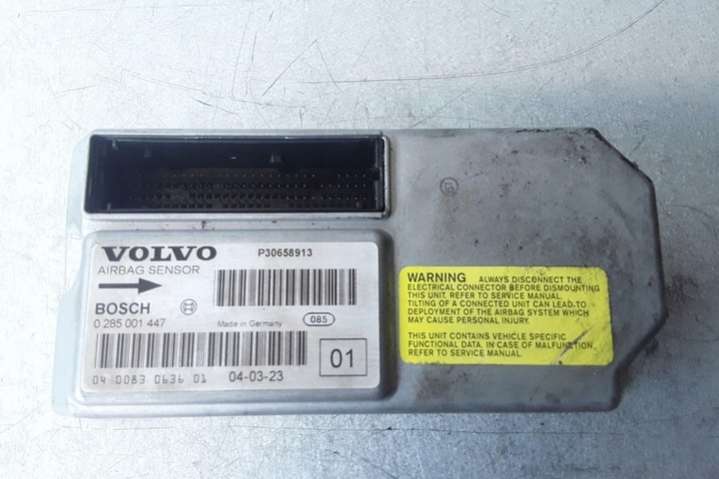 VOLVO P30658913
AIRBAG SENSOR
BOSCH
0 285 001 447 Made in Germany 085
01
04 0083 0636 01 04-03-23
WARNING ALWAYS DISCONNECT THE
ELECTRICAL CONNECTOR BEFORE DISMOUNTING
THIS UNIT. REFER TO SERVICE MANUAL.
TILTING OF A CONNECTED UNIT CAN LEAD TO
DEPLOYMENT OF THE AIRBAG SYSTEM WHICH
MAY CAUSE PERSONAL INJURY.
THIS UNIT CONTAINS VEHICLE SPECIFIC
FUNCTIONAL DATA. IN CASE OF MALFUNCTION
REFER TO SERVICE MANUAL.